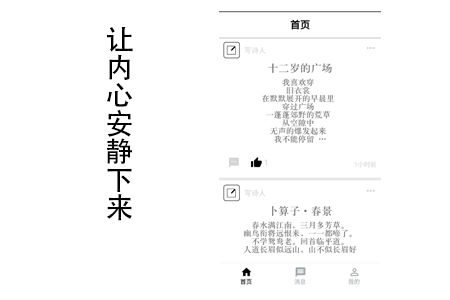 让内心安静下来
首页
写诗人
十二岁的广场
我喜欢穿
旧衣裳
在默默展开的早晨里
穿过广场
一蓬蓬郊野的荒草
从空隙中
无声的爆发起来
我不能停留 …
1
1小时前
写诗人
卜算子·春景
春水满江南，三月多芳草。
幽鸟衔将远恨来，一一都啼了。
不学鸳鸯老。回首临平道。
人道长眉似远山，山不似长眉好
首页
消息
我的